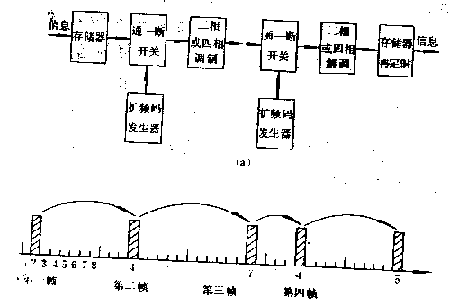 信息
存储器
通—断
开关
二相
或四相
调制
通—断
开关
二相
或四相
解调
存储器
再定时
信息
扩频码
发生器
扩频码
发生器
(a)
1 2 3 4 5 6 7 8
4
7
4
5
第一帧
第二帧
第三帧
第四帧